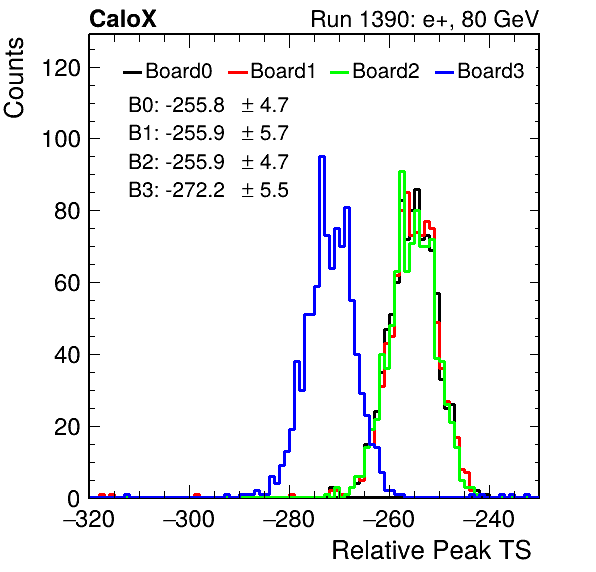 CaloX Run 1390: e+, 80 GeV
Counts
Board0 Board1 Board2 Board3
B0: -255.8 ± 4.7
B1: -255.9 ± 5.7
B2: -255.9 ± 4.7
B3: -272.2 ± 5.5
120
100
80
60
40
20
0
−320 −300 −280 −260 −240
Relative Peak TS